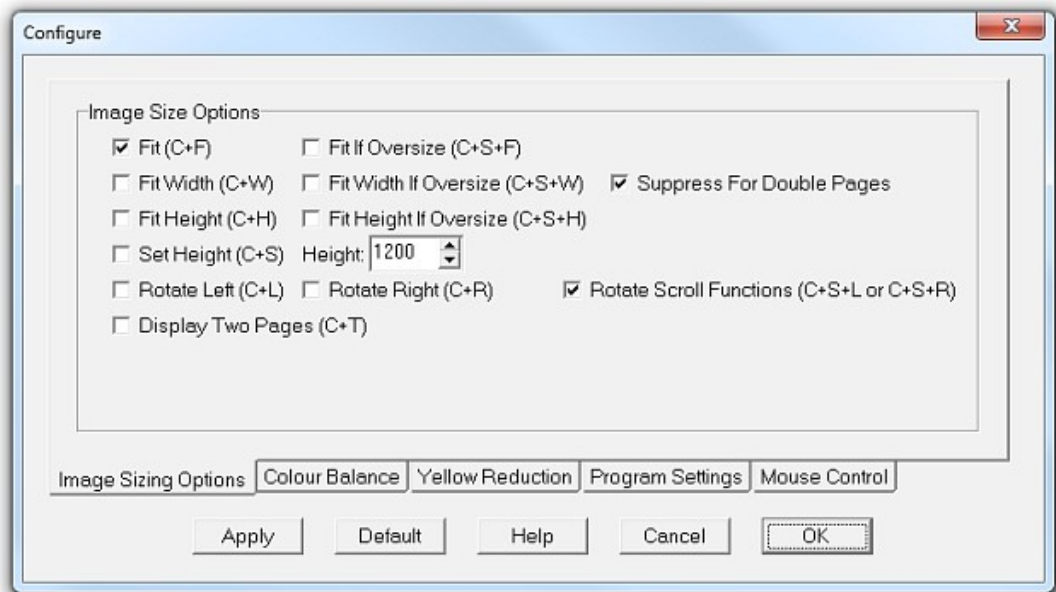 Configure
Image Size Options
Fit (C+F) Fit If Oversize (C+S+F)
Fit Width (C+W) Fit Width If Oversize (C+S+W) Suppress For Double Pages
Fit Height (C+H) Fit Height If Oversize (C+S+H)
Set Height (C+S) Height: 1200
Rotate Left (C+L) Rotate Right (C+R) Rotate Scroll Functions (C+S+L or C+S+R)
Display Two Pages (C+T)
Image Sizing Options Colour Balance Yellow Reduction Program Settings Mouse Control
Apply Default Help Cancel OK